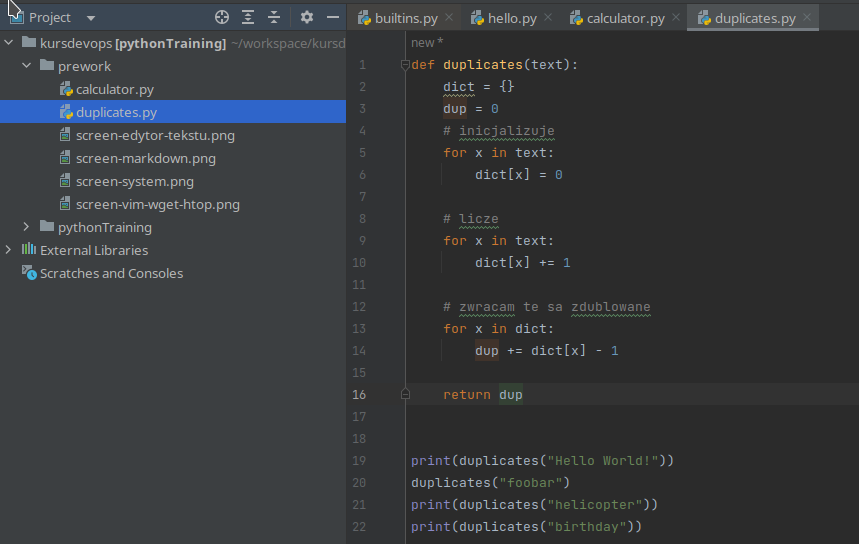 Project
kursdevops [pythonTraining] ~/workspace/kursd
prework
calculator.py
duplicates.py
screen-edytor-tekstu.png
screen-markdown.png
screen-system.png
screen-vim-wget-htop.png
pythonTraining
External Libraries
Scratches and Consoles
builtins.py hello.py calculator.py duplicates.py
new *
1 def duplicates(text):
2 dict = {}
3 dup = 0
4 # inicjalizuje
5 for x in text:
6 dict[x] = 0
7
8 # licze
9 for x in text:
10 dict[x] += 1
11
12 # zwracam te sa zdublowane
13 for x in dict:
14 dup += dict[x] - 1
15
16 return dup
17
18
19 print(duplicates("Hello World!"))
20 duplicates("foobar")
21 print(duplicates("helicopter"))
22 print(duplicates("birthday"))